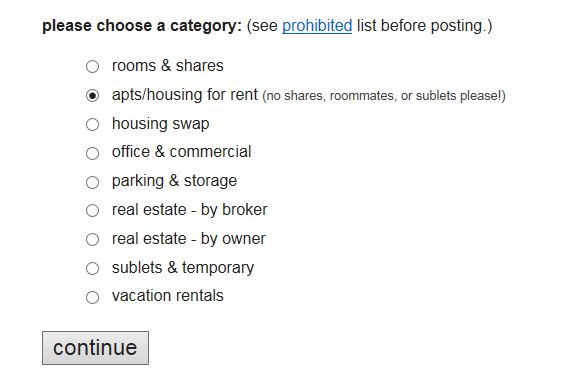 please choose a category: (see prohibited list before posting.)
rooms & shares
apts/housing for rent (no shares, roommates, or sublets please!)
housing swap
office & commercial
parking & storage
real estate - by broker
real estate - by owner
sublets & temporary
vacation rentals
continue